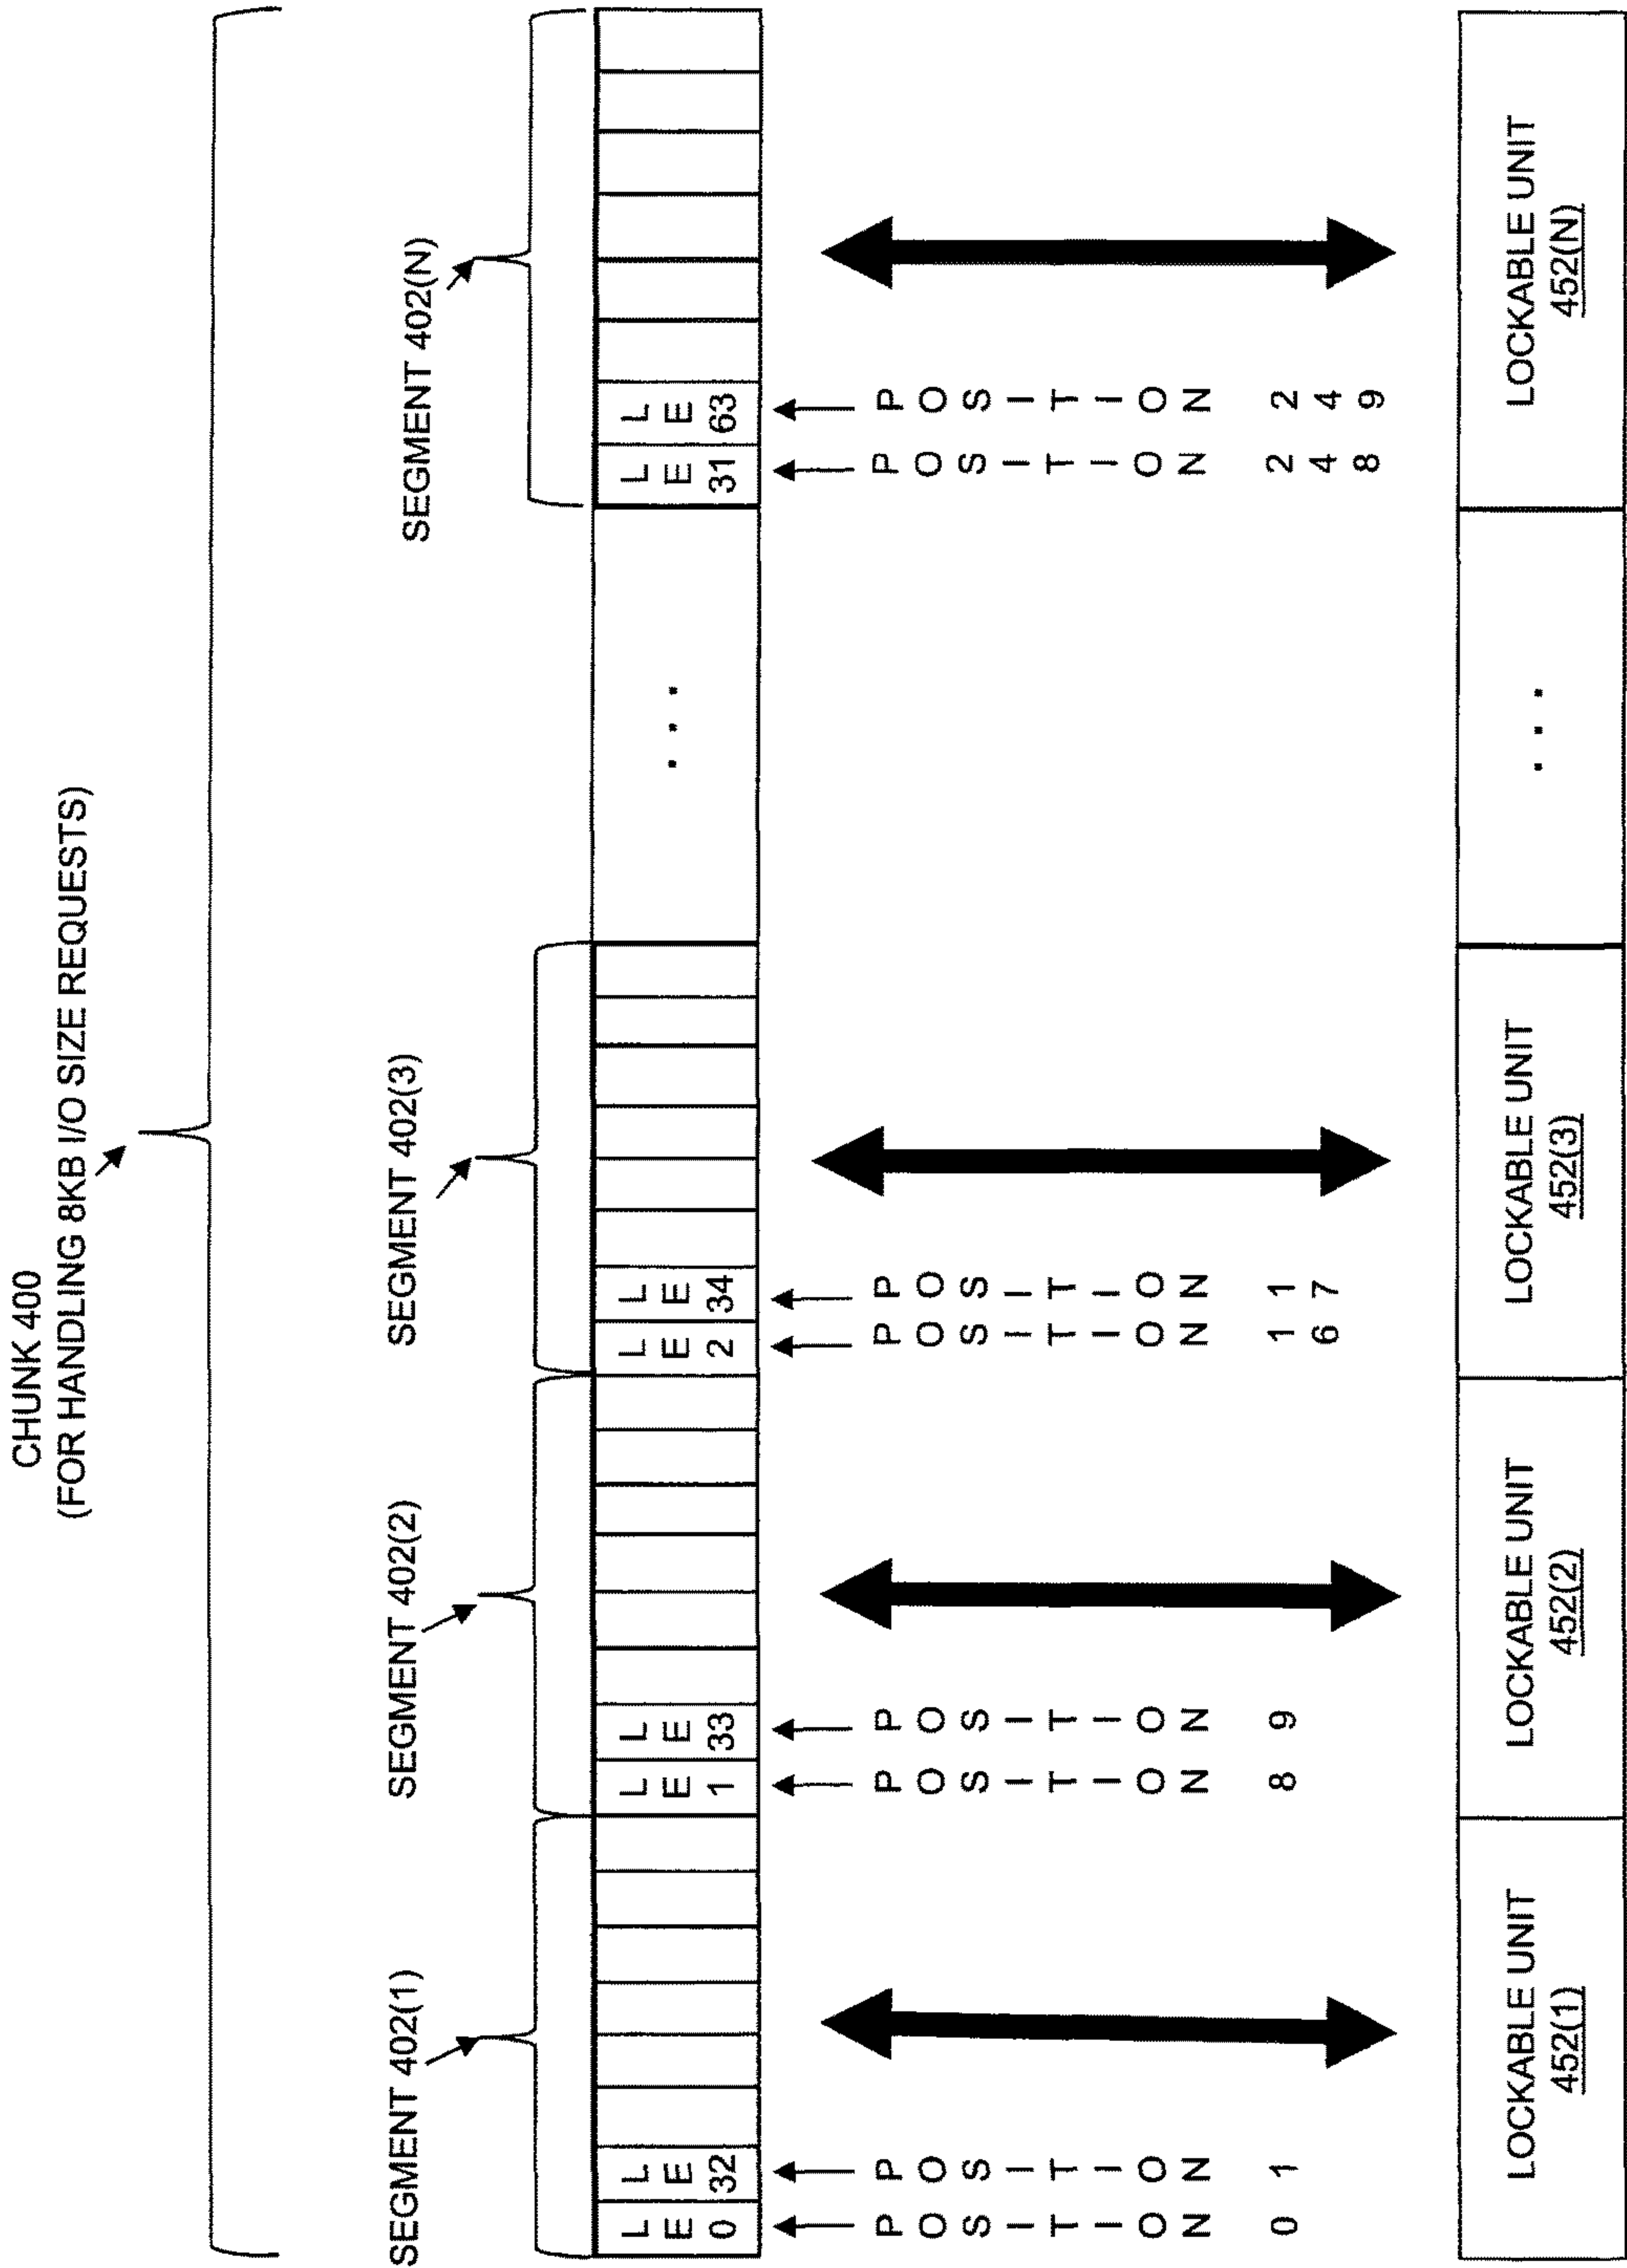 CHUNK 400
(FOR HANDLING 8KB I/O SIZE REQUESTS)
SEGMENT 402(1)
SEGMENT 402(2)
SEGMENT 402(3)
SEGMENT 402(N)
LE 0
LE 32
LE 1
LE 33
LE 2
LE 34
. . .
LE 31
LE 63
POSITION 0
POSITION 1
POSITION 8
POSITION 9
POSITION 16
POSITION 17
POSITION 248
POSITION 249
LOCKABLE UNIT
452(1)
LOCKABLE UNIT
452(2)
LOCKABLE UNIT
452(3)
. . .
LOCKABLE UNIT
452(N)